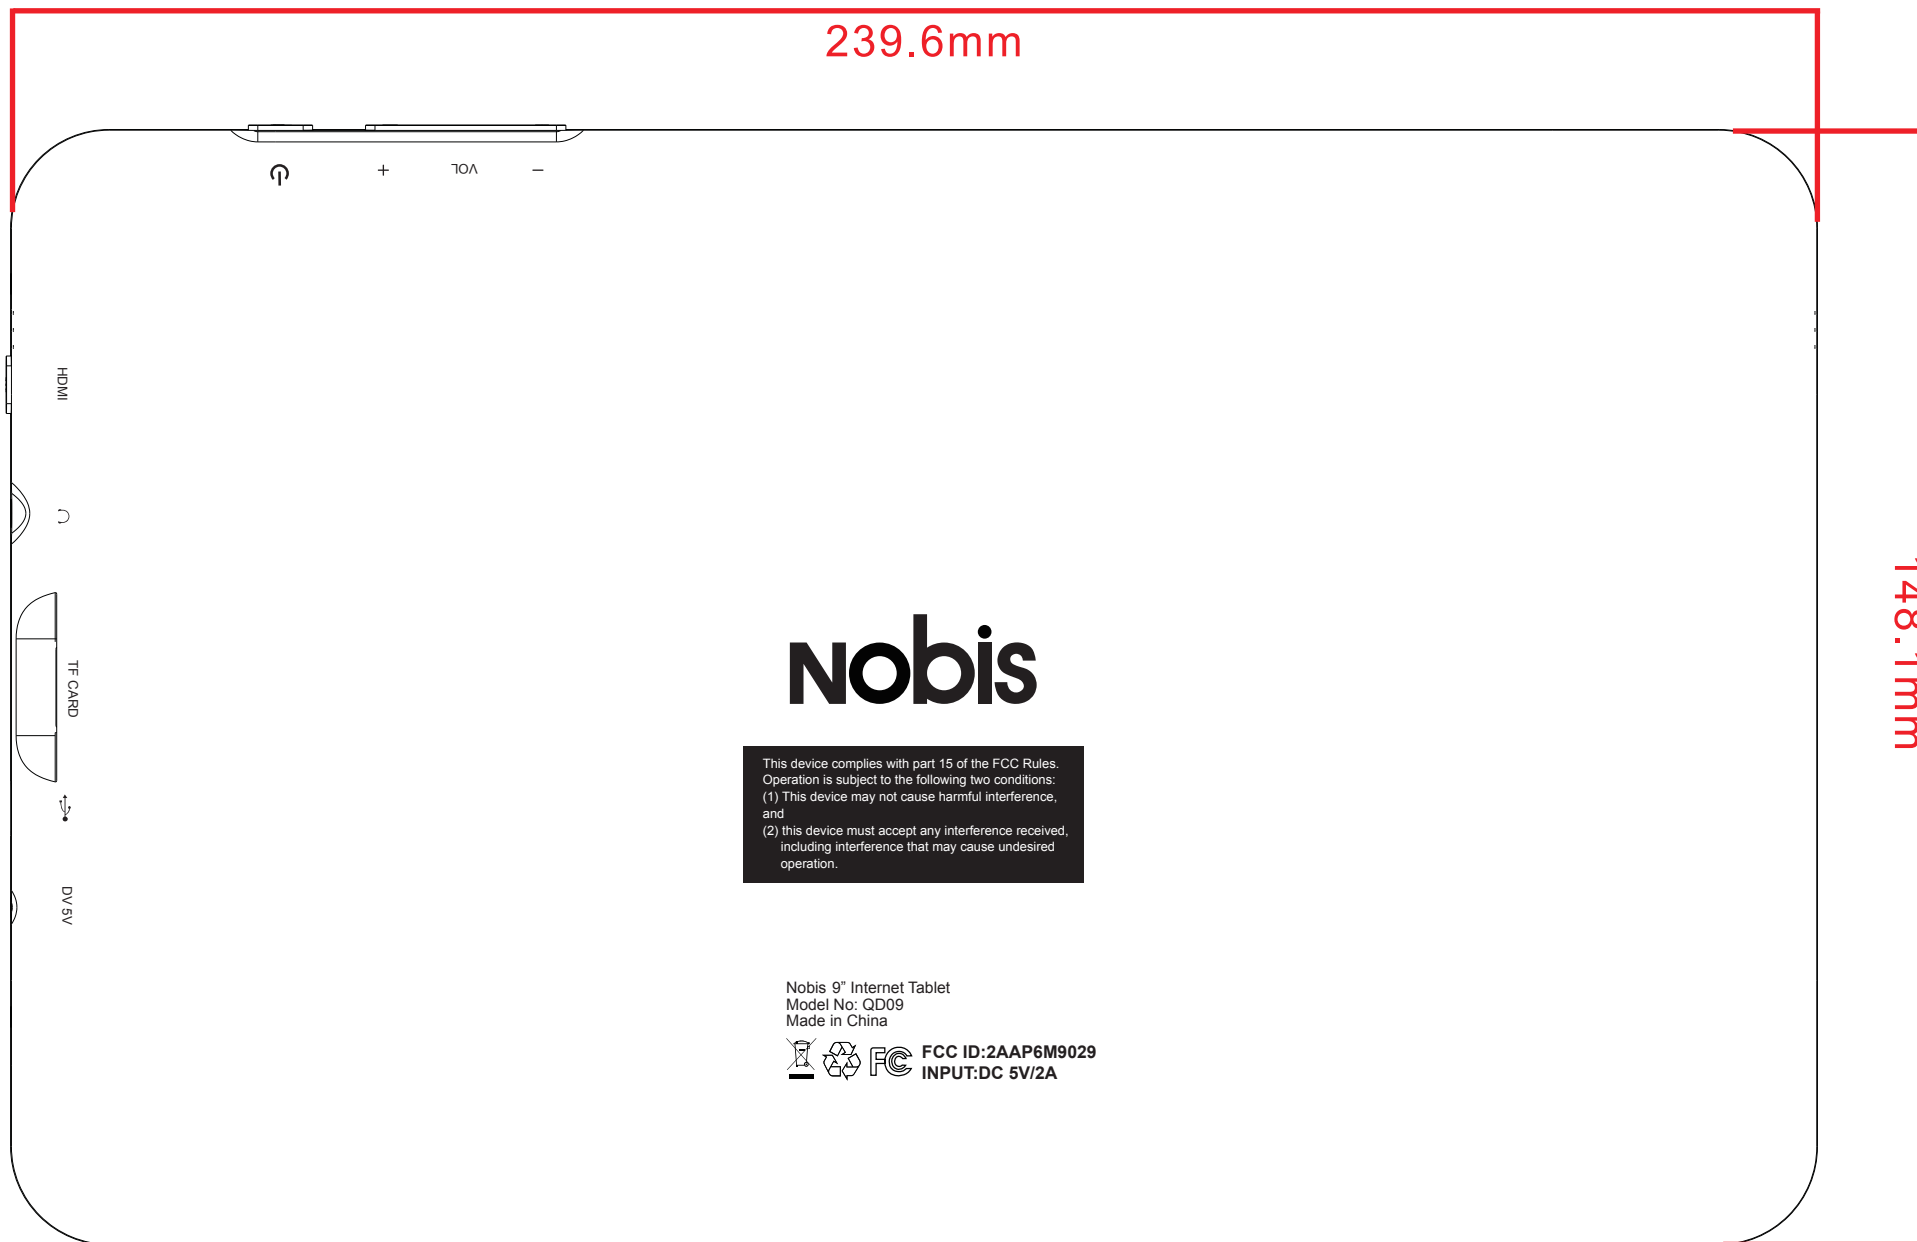 239.6mm
+ VOL −
HDMI
TF CARD
DV 5V
148.1mm
Nobis
This device complies with part 15 of the FCC Rules.
Operation is subject to the following two conditions:
(1) This device may not cause harmful interference,
and
(2) this device must accept any interference received,
including interference that may cause undesired
operation.
Nobis 9” Internet Tablet
Model No: QD09
Made in China
FC FCC ID:2AAP6M9029
INPUT:DC 5V/2A